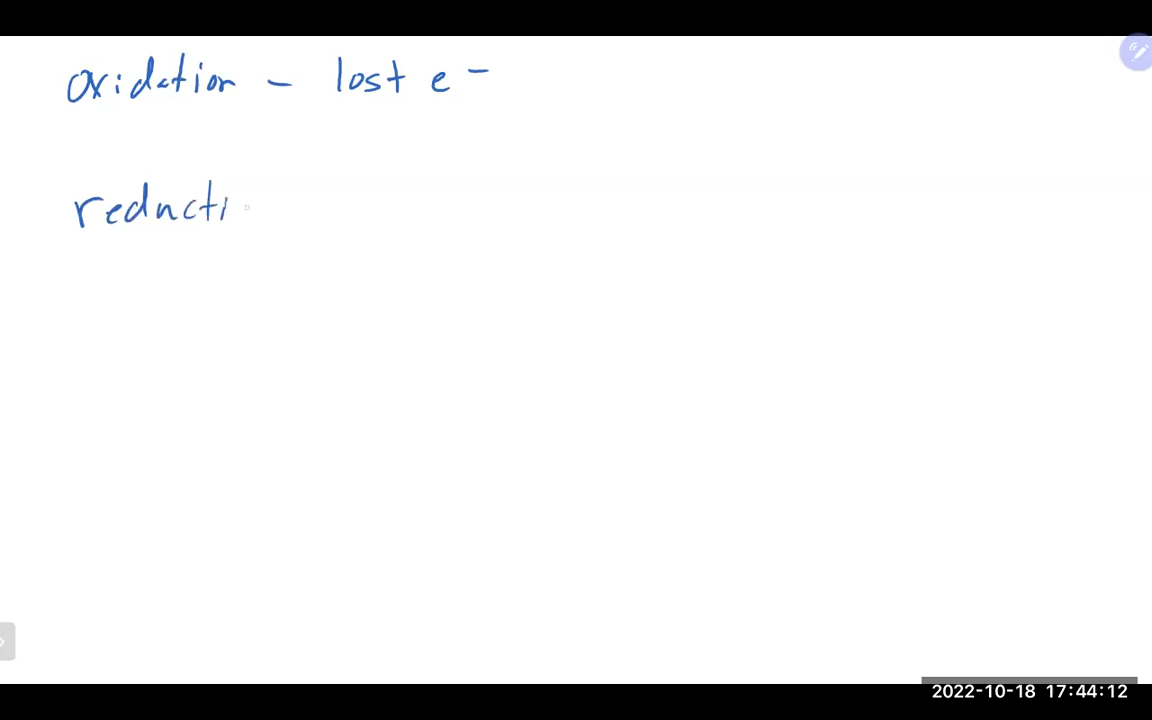 oxidation - lost e -
reducti
2022-10-18 17:44:12